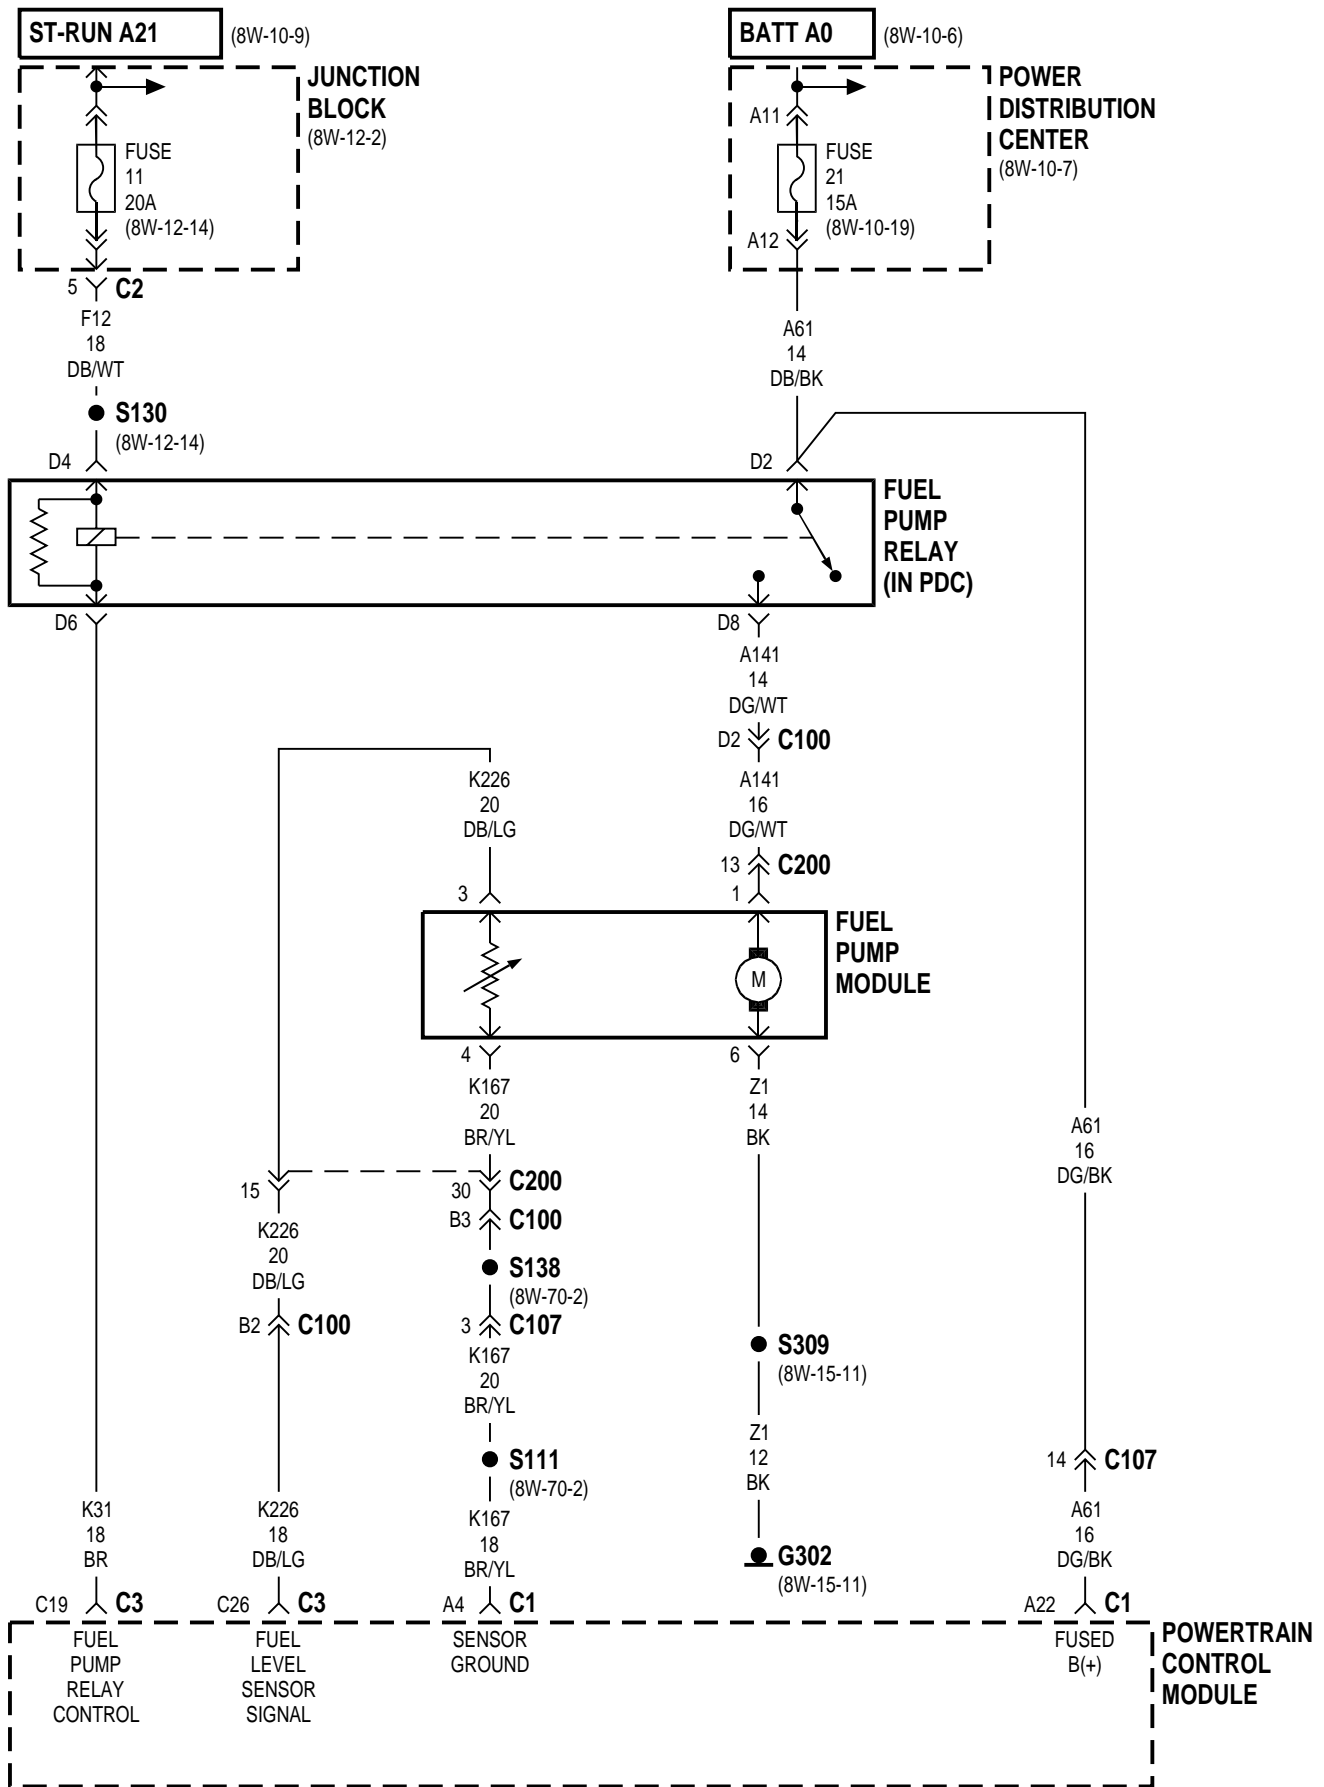 ST-RUN A21
(8W-10-9)
BATT A0
(8W-10-6)
JUNCTION
BLOCK
(8W-12-2)
FUSE
11
20A
(8W-12-14)
POWER
DISTRIBUTION
CENTER
(8W-10-7)
A11
FUSE
21
15A
(8W-10-19)
A12
5
C2
F12
18
DB/WT
S130
(8W-12-14)
D4
A61
14
DB/BK
D2
FUEL
PUMP
RELAY
(IN PDC)
D6
D8
A141
14
DG/WT
D2
C100
A141
16
DG/WT
13
C200
1
K226
20
DB/LG
3
FUEL
PUMP
MODULE
M
4
K167
20
BR/YL
6
Z1
14
BK
A61
16
DG/BK
15
30
C200
K226
20
DB/LG
B3
C100
S138
(8W-70-2)
B2
C100
3
C107
K167
20
BR/YL
S309
(8W-15-11)
S111
(8W-70-2)
Z1
12
BK
14
C107
K31
18
BR
K226
18
DB/LG
K167
18
BR/YL
G302
(8W-15-11)
A61
16
DG/BK
C19
C3
C26
C3
A4
C1
A22
C1
FUEL
PUMP
RELAY
CONTROL
FUEL
LEVEL
SENSOR
SIGNAL
SENSOR
GROUND
FUSED
B(+)
POWERTRAIN
CONTROL
MODULE